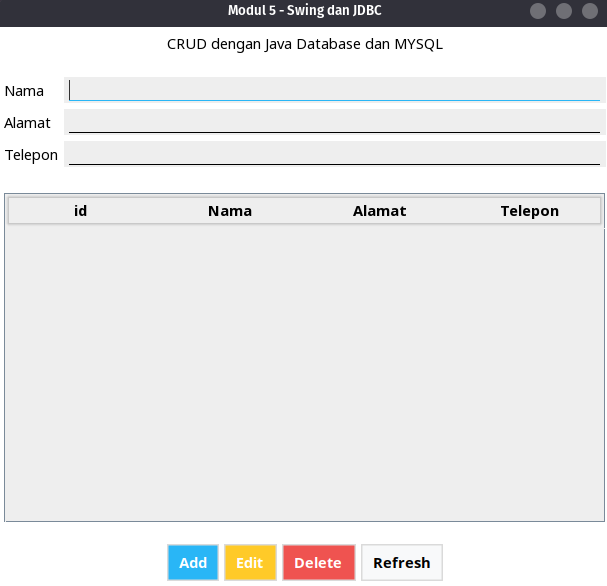 Modul 5 - Swing dan JDBC
CRUD dengan Java Database dan MYSQL
Nama
Alamat
Telepon
id Nama Alamat Telepon
Add Edit Delete Refresh